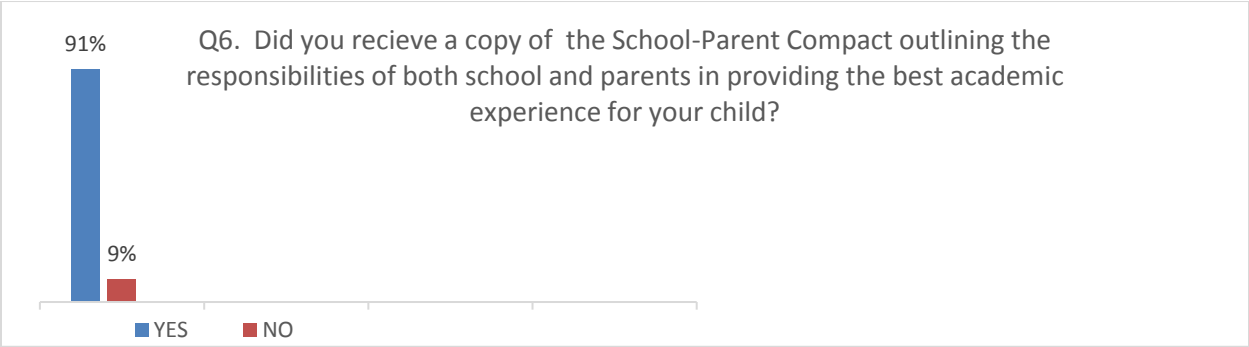 91%
Q6.  Did you recieve a copy of  the School-Parent Compact outlining the
responsibilities of both school and parents in providing the best academic
experience for your child?
9%
YES NO